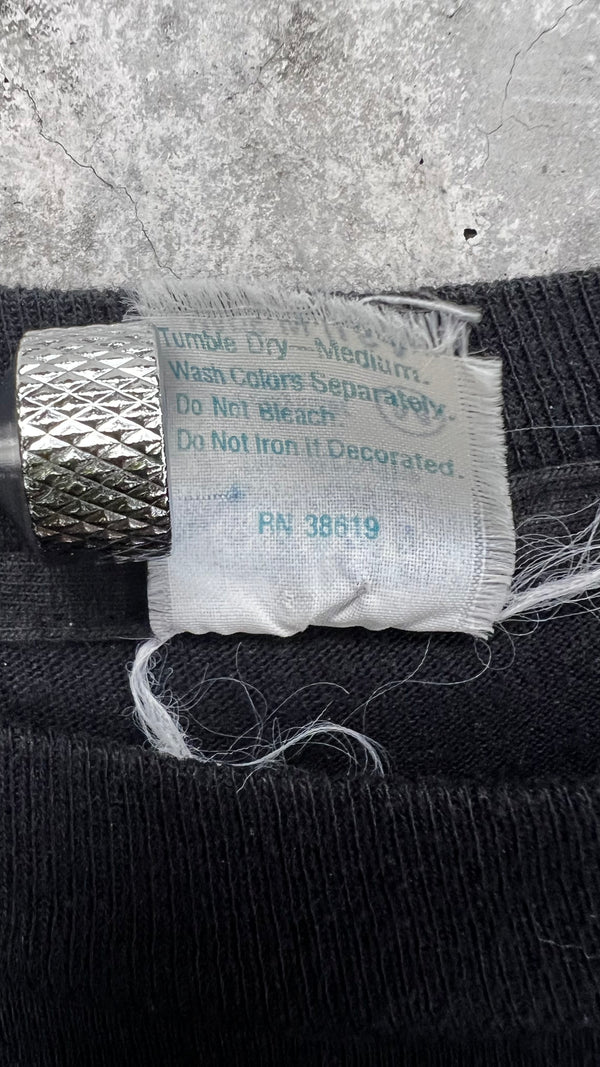 Tumble Dry—Medium.
Wash Colors Separately.
Do Not Bleach.
Do Not Iron If Decorated.
RN 38619